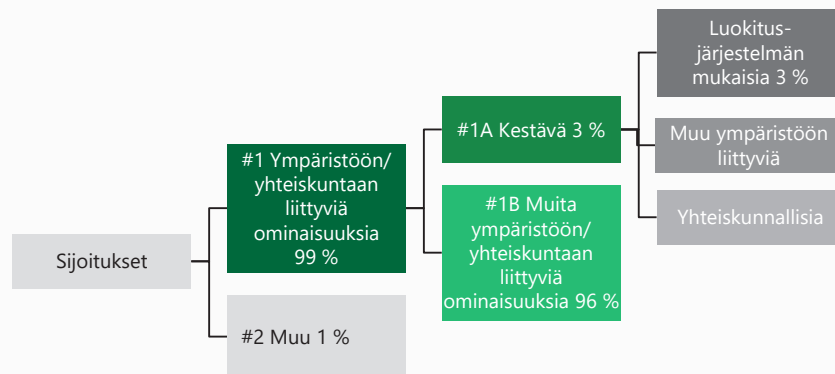 Sijoitukset
#1 Ympäristöön/
yhteiskuntaan
liittyviä
ominaisuuksia
99 %
#2 Muu 1 %
#1A Kestävä 3 %
#1B Muita
ympäristöön/
yhteiskuntaan
liittyviä
ominaisuuksia 96 %
Luokitus-
järjestelmän
mukaisia 3 %
Muu ympäristöön
liittyviä
Yhteiskunnallisia